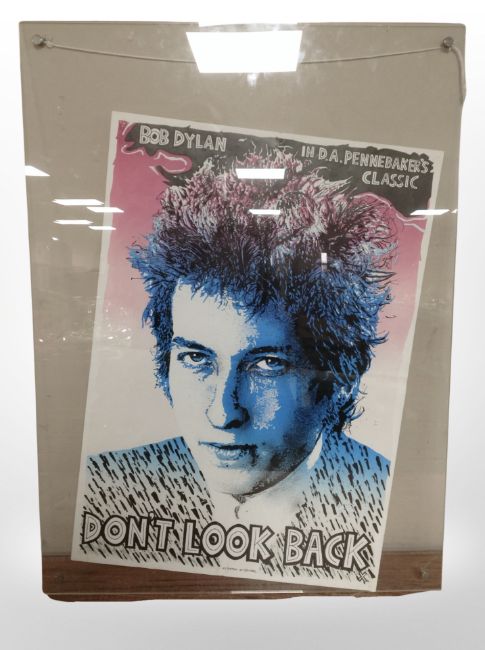 BOB DYLAN
IN D.A. PENNEBAKER'S
CLASSIC
DON'T LOOK BACK